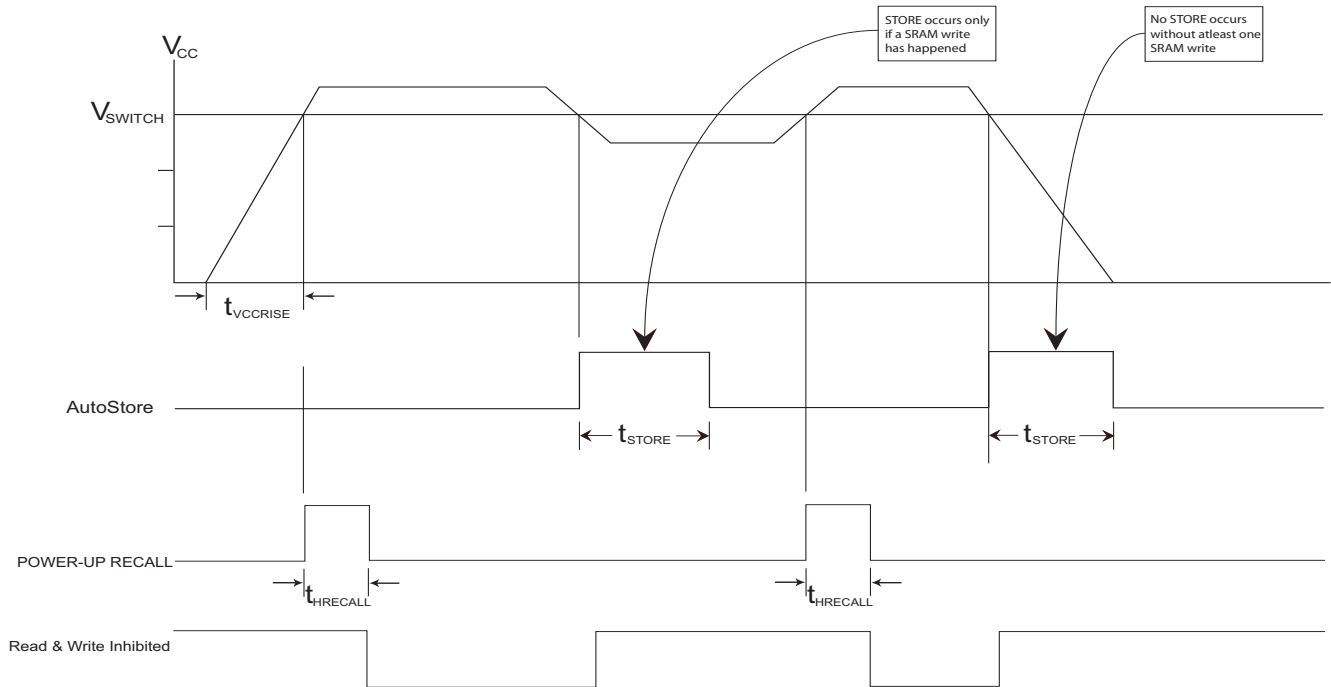 STORE occurs only
if a SRAM write
has happened
No STORE occurs
without atleast one
SRAM write
VCC
VSWITCH
tVCCRISE
AutoStore
tSTORE
tSTORE
POWER-UP RECALL
tHRECALL
tHRECALL
Read & Write Inhibited